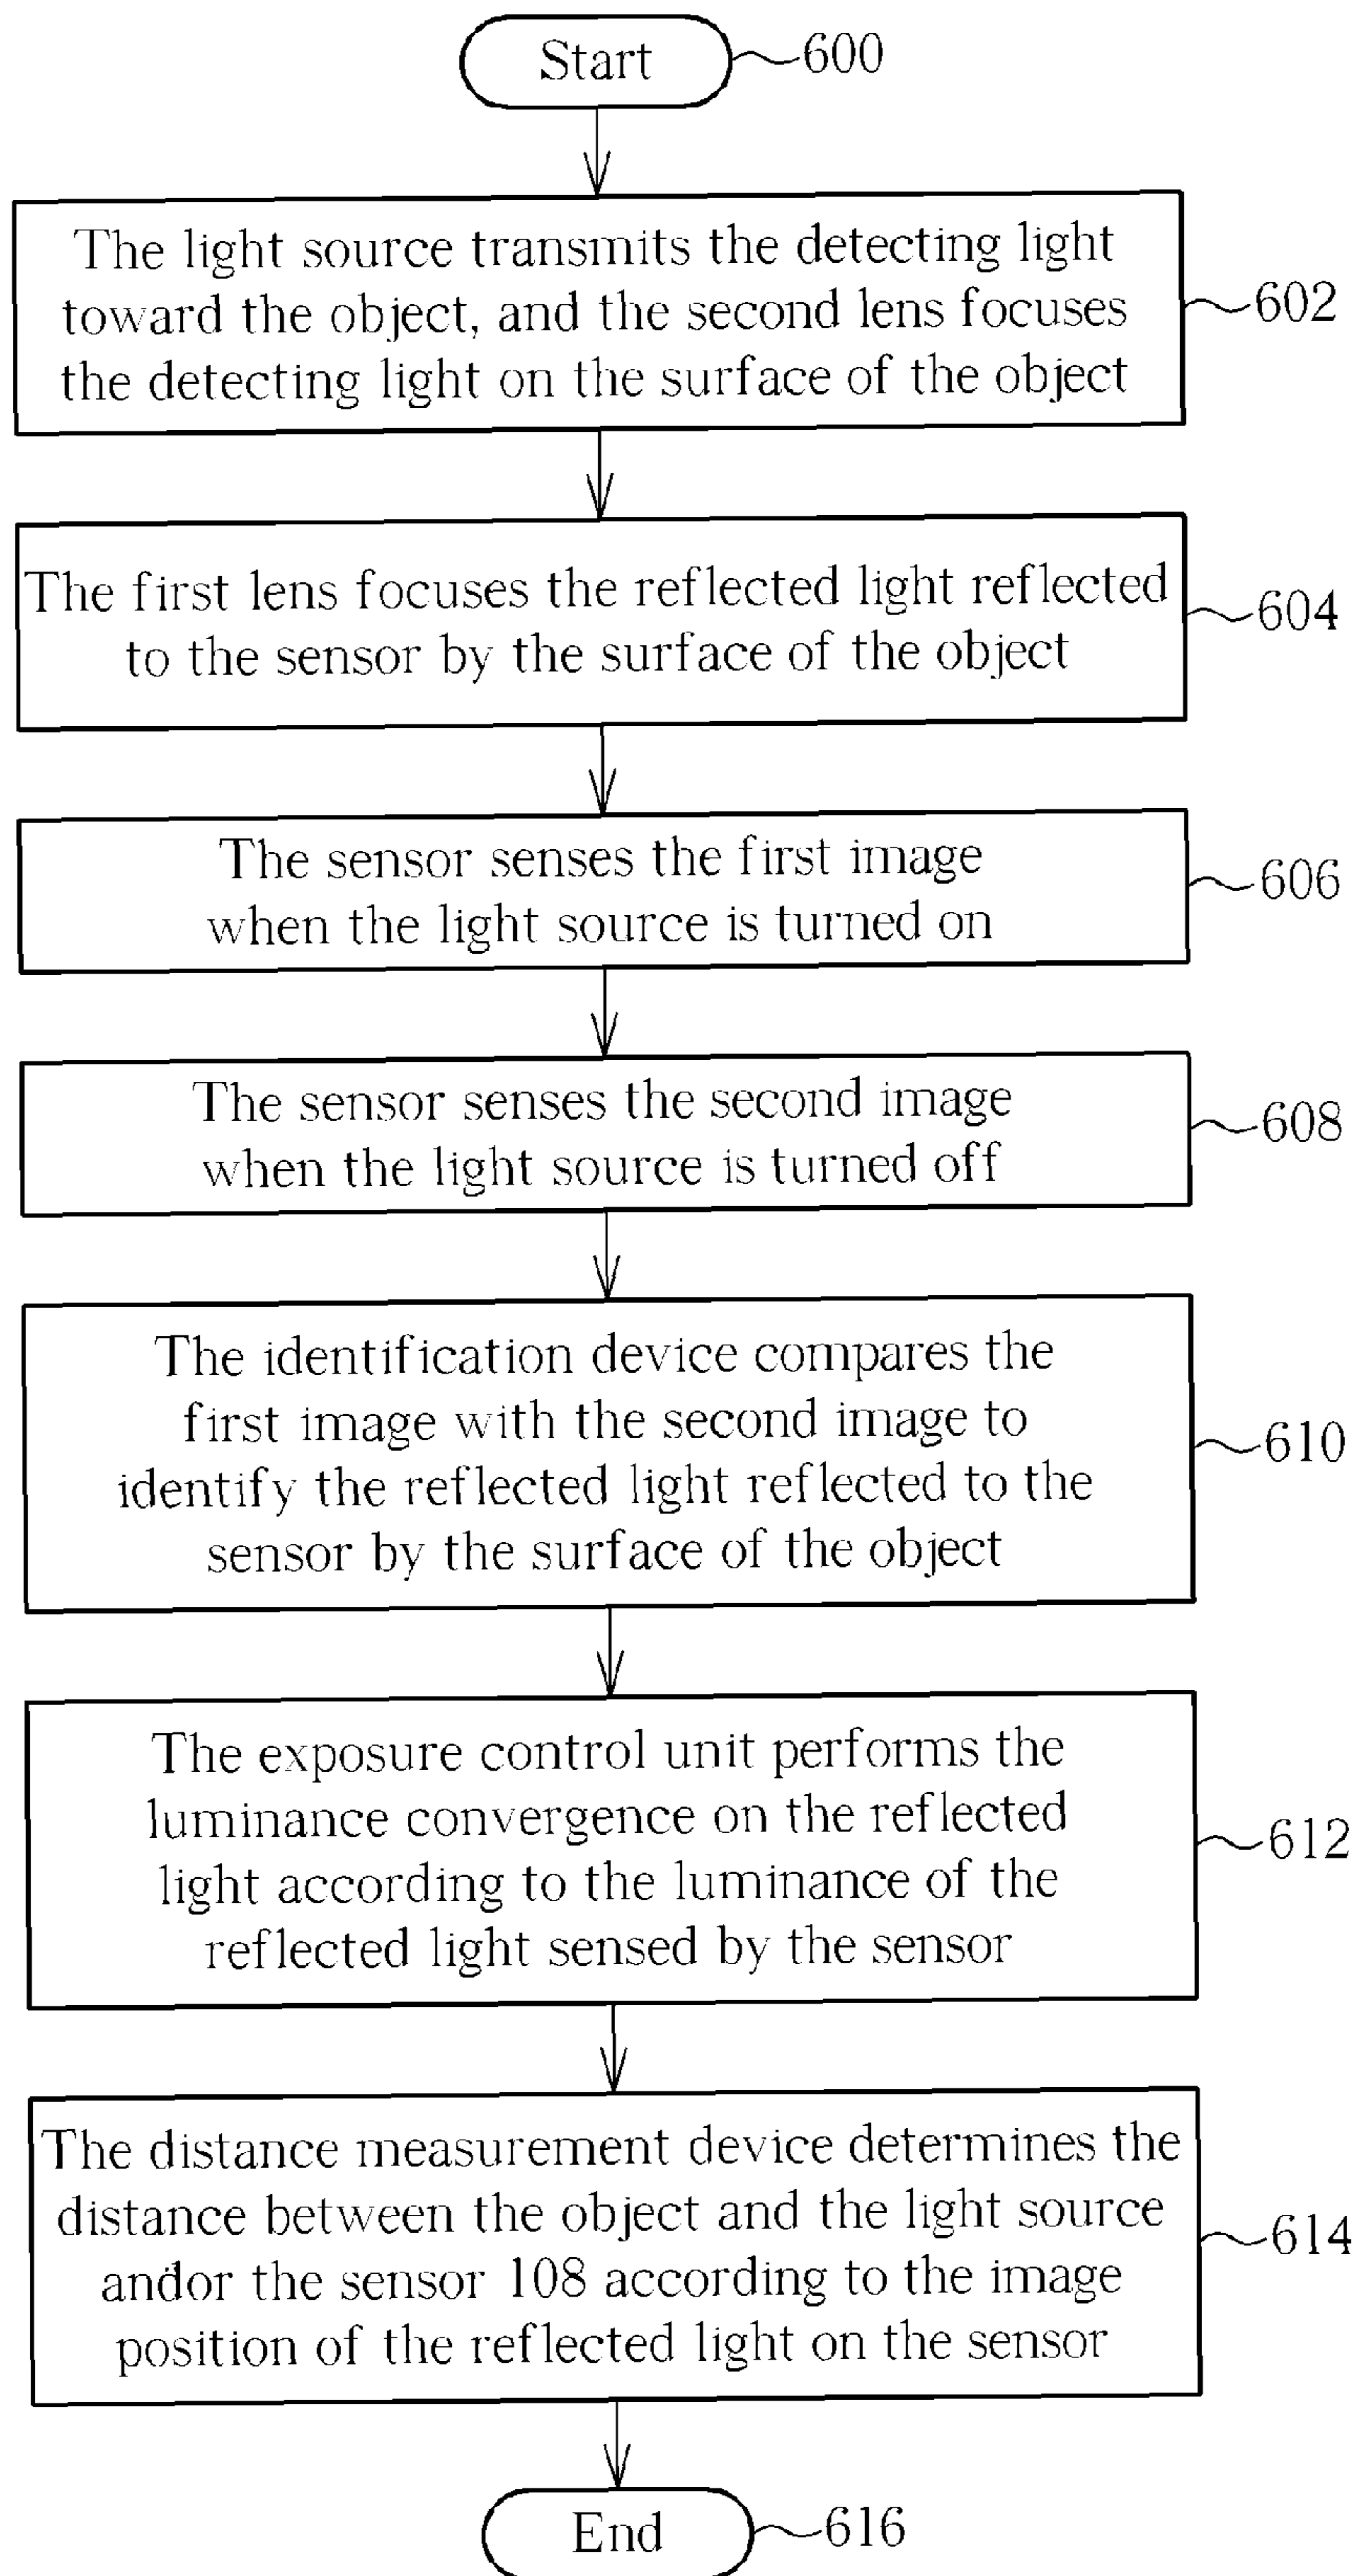 Start
600
The light source transmits the detecting light
toward the object, and the second lens focuses
the detecting light on the surface of the object
602
The first lens focuses the reflected light reflected
to the sensor by the surface of the object
604
The sensor senses the first image
when the light source is turned on
606
The sensor senses the second image
when the light source is turned off
608
The identification device compares the
first image with the second image to
identify the reflected light reflected to the
sensor by the surface of the object
610
The exposure control unit performs the
luminance convergence on the reflected
light according to the luminance of the
reflected light sensed by the sensor
612
The distance measurement device determines the
distance between the object and the light source
andor the sensor 108 according to the image
position of the reflected light on the sensor
614
End
616